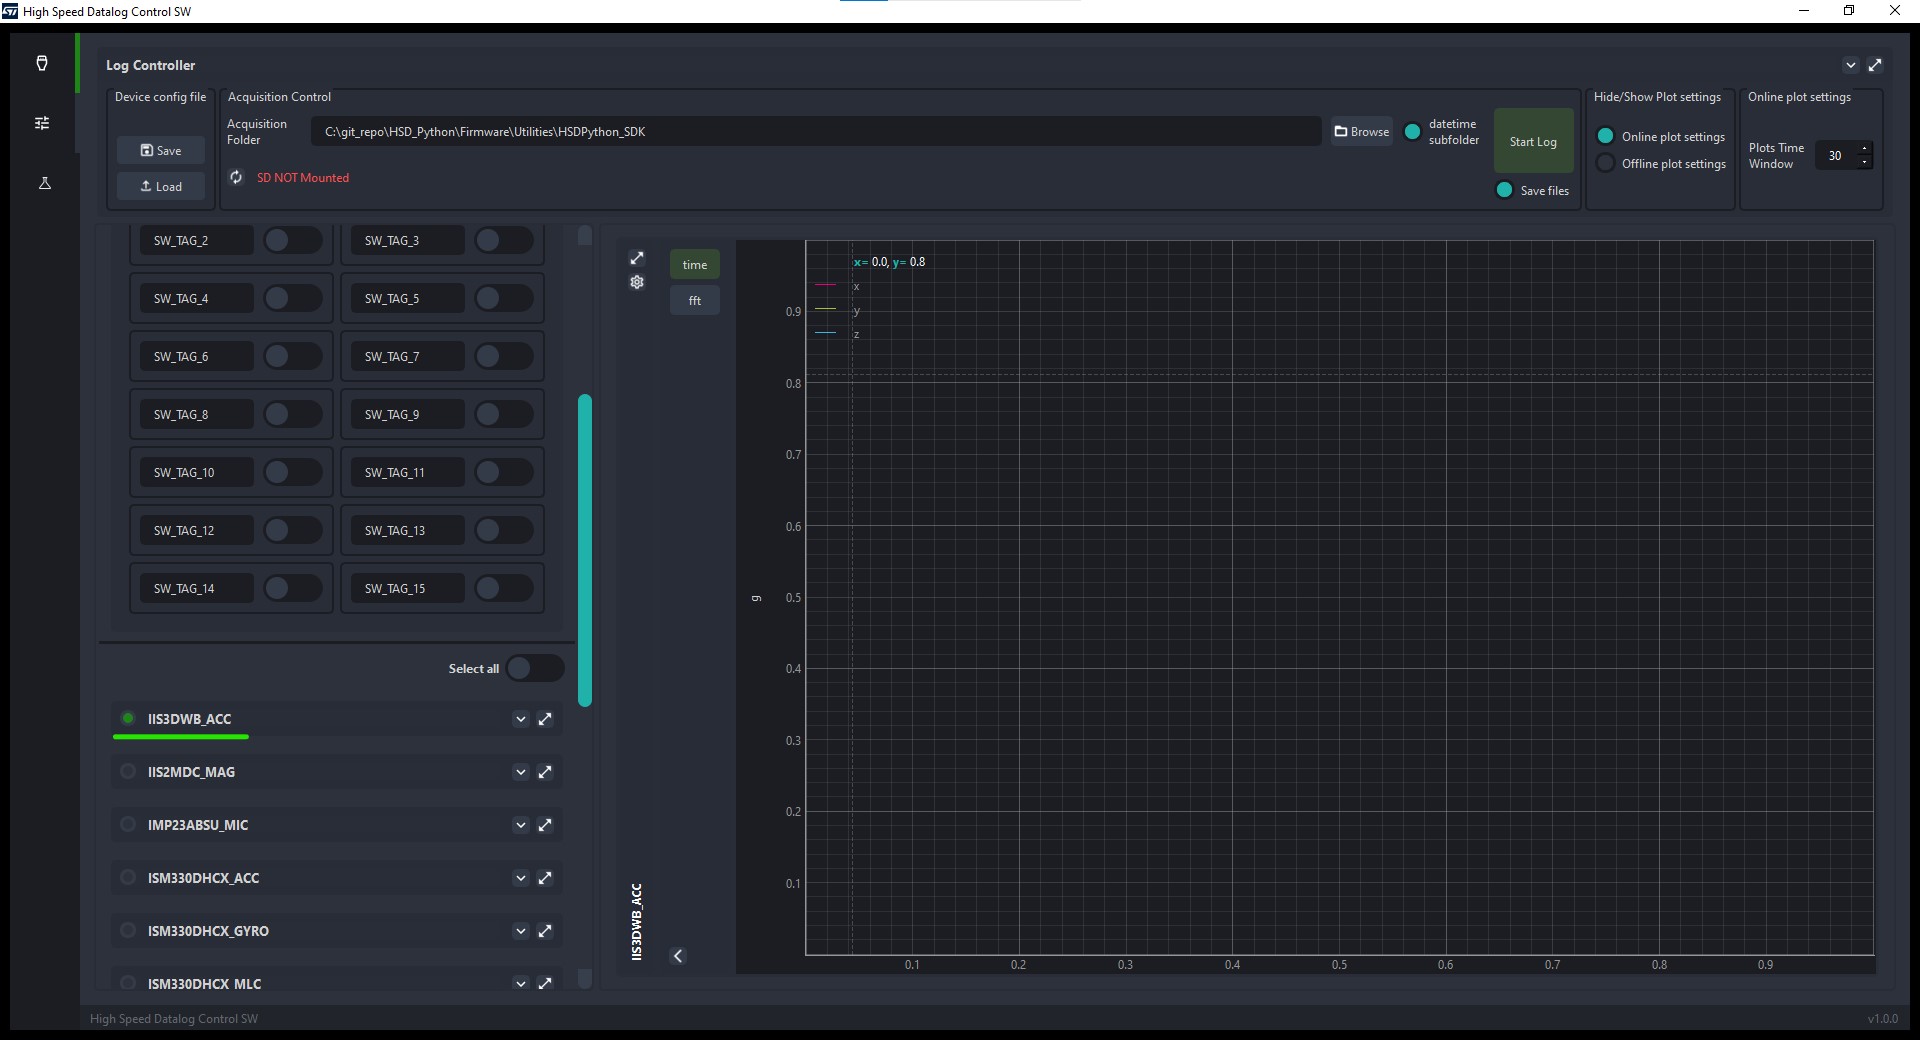 High Speed Datalog Control SW
Log Controller
Device config file
Save
Load
Acquisition Control
Acquisition
Folder
C:\git_repo\HSD_Python\Firmware\Utilities\HSDPython_SDK
Browse
datetime
subfolder
Start Log
SD NOT Mounted
Save files
Hide/Show Plot settings
Online plot settings
Offline plot settings
Online plot settings
Plots Time
Window
30
SW_TAG_2
SW_TAG_3
SW_TAG_4
SW_TAG_5
SW_TAG_6
SW_TAG_7
SW_TAG_8
SW_TAG_9
SW_TAG_10
SW_TAG_11
SW_TAG_12
SW_TAG_13
SW_TAG_14
SW_TAG_15
Select all
IIS3DWB_ACC
IIS2MDC_MAG
IMP23ABSU_MIC
ISM330DHCX_ACC
ISM330DHCX_GYRO
ISM330DHCX_MLC
IIS3DWB_ACC
time
fft
x= 0.0, y= 0.8
x
y
z
g
0.9
0.8
0.7
0.6
0.5
0.4
0.3
0.2
0.1
0.1 0.2 0.3 0.4 0.5 0.6 0.7 0.8 0.9
High Speed Datalog Control SW
v1.0.0